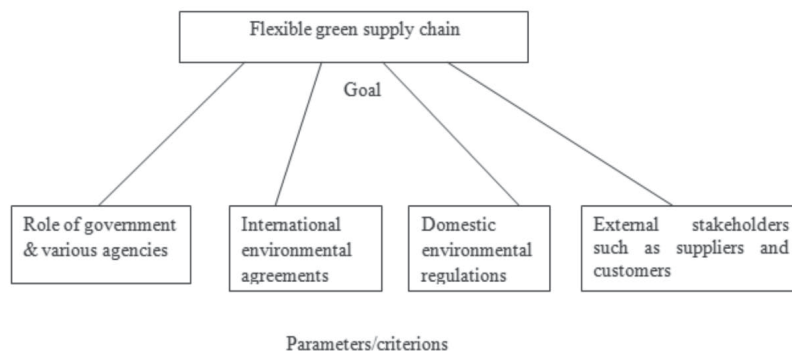 Flexible green supply chain
Goal
Role of government
& various agencies
International
environmental
agreements
Domestic
environmental
regulations
External stakeholders
such as suppliers and
customers
Parameters/criterions